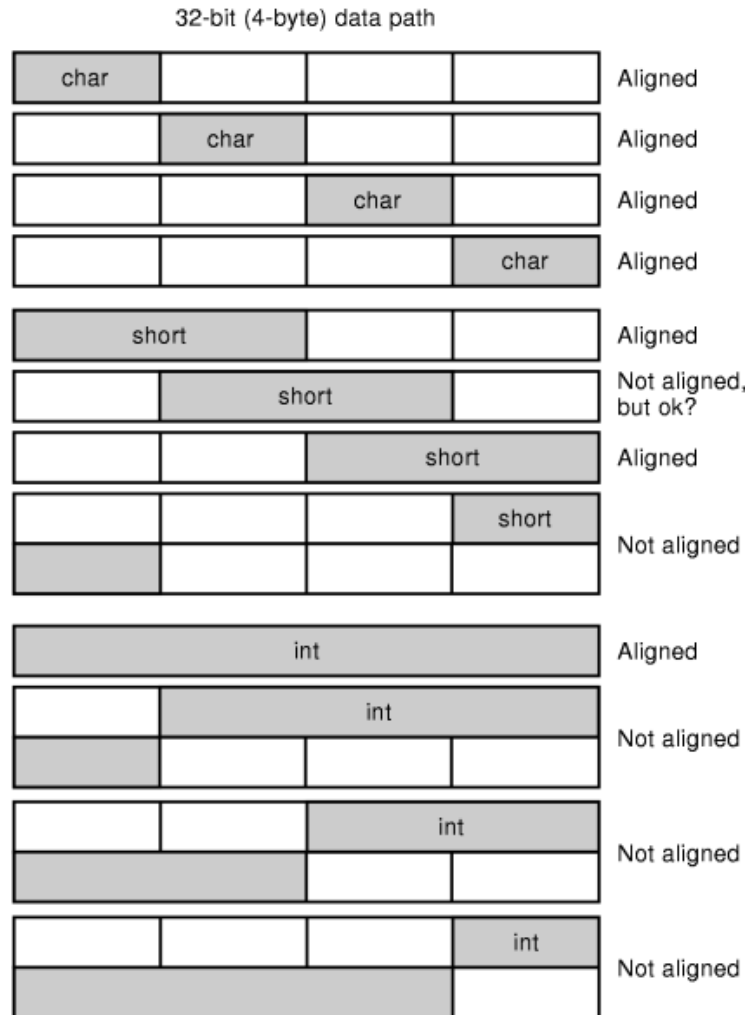 32-bit (4-byte) data path
char Aligned
char Aligned
char Aligned
char Aligned
short Aligned
short Not aligned,
but ok?
short Aligned
short
Not aligned
int Aligned
int
Not aligned
int
Not aligned
int
Not aligned